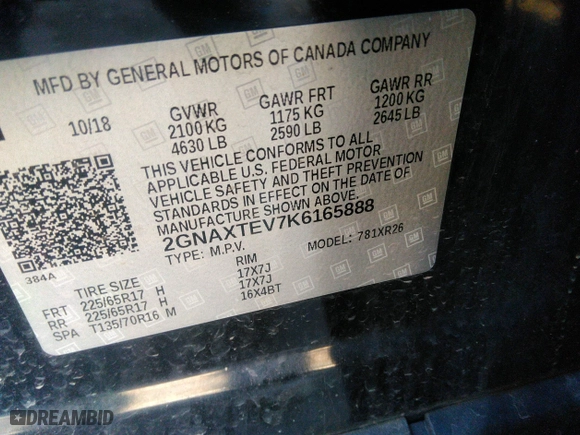 MFD BY GENERAL MOTORS OF CANADA COMPANY
10/18
GVWR
2100 KG
4630 LB
GAWR FRT
1175 KG
2590 LB
GAWR RR
1200 KG
2645 LB
THIS VEHICLE CONFORMS TO ALL
APPLICABLE U.S. FEDERAL MOTOR
VEHICLE SAFETY AND THEFT PREVENTION
STANDARDS IN EFFECT ON THE DATE OF
MANUFACTURE SHOWN ABOVE.
2GNAXTEV7K6165888
TYPE: M.P.V. MODEL: 781XR26
384A
TIRE SIZE RIM
FRT 225/65R17 H 17X7J
RR 225/65R17 H 17X7J
SPA T135/70R16 M 16X4BT
GM
DREAMBID